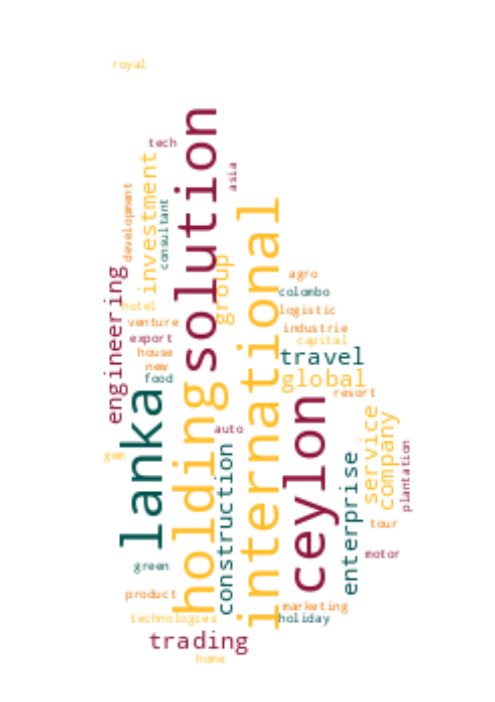 royal
solution
tech
investment
asia
development
consultant
international
group
engineering
agro
colombo
hotel
logistic
venture
industrie
export
capital
house
travel
new
global
food
holding
lanka
resort
ceylon
service
company
auto
plantation
construction
enterprise
gem
tour
motor
green
product
marketing
technologies
holiday
trading
home